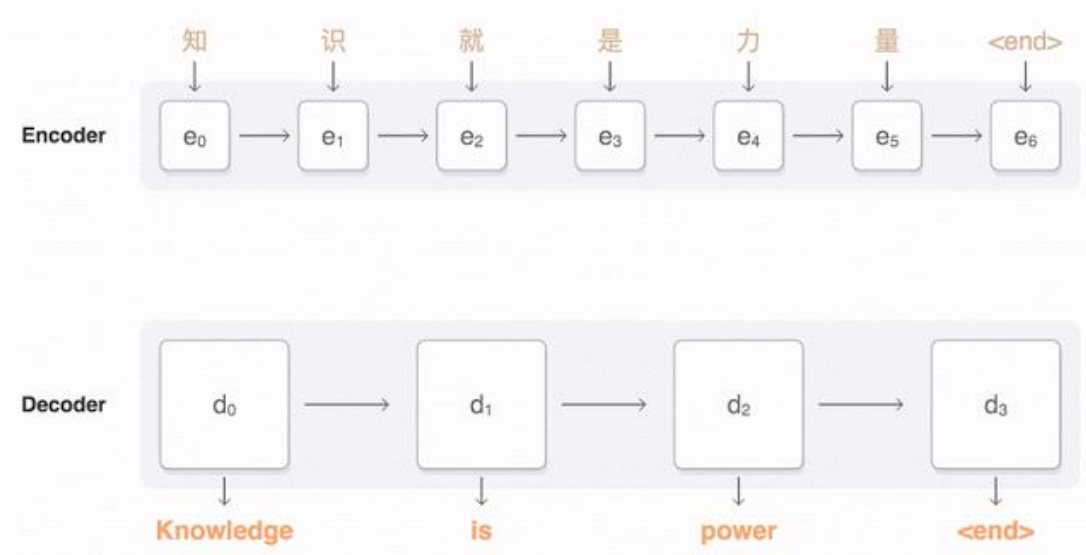 知 识 就 是 力 量 <end>
Encoder e₀ e₁ e₂ e₃ e₄ e₅ e₆
Decoder d₀ d₁ d₂ d₃
Knowledge is power <end>